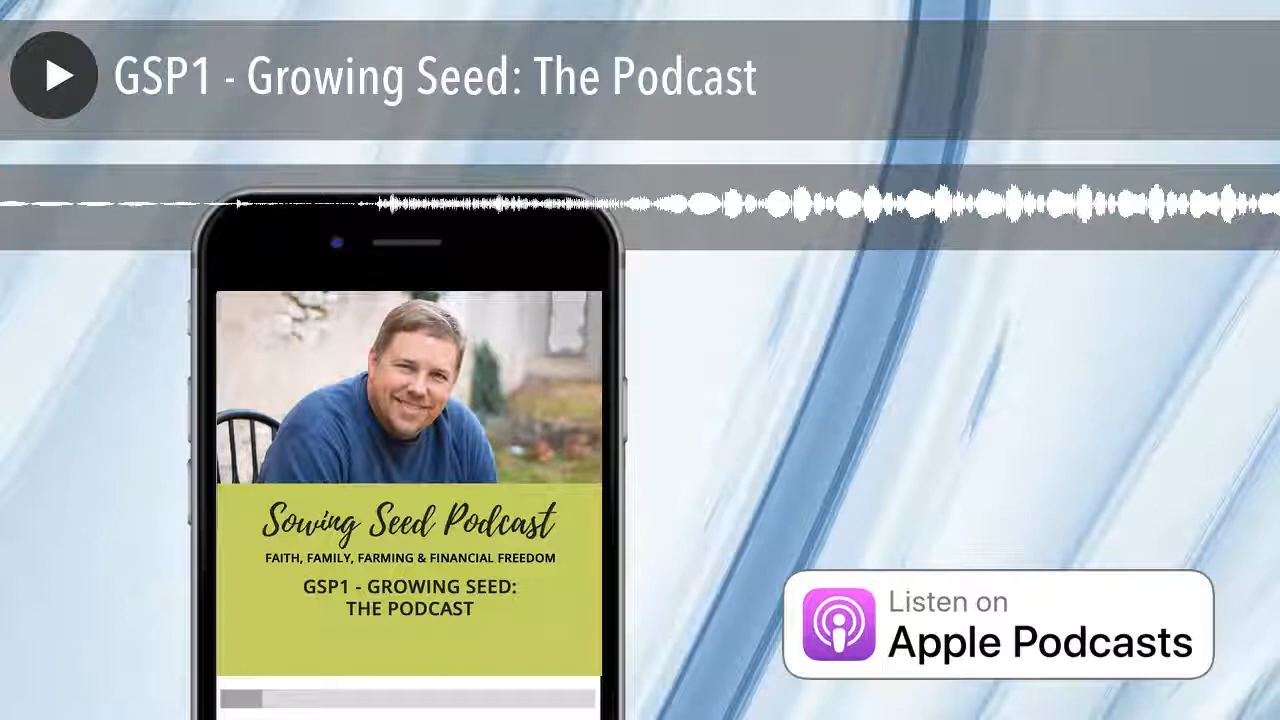 GSP1 - Growing Seed: The Podcast
Sowing Seed Podcast
FAITH, FAMILY, FARMING & FINANCIAL FREEDOM
GSP1 - GROWING SEED:
THE PODCAST
Listen on
Apple Podcasts